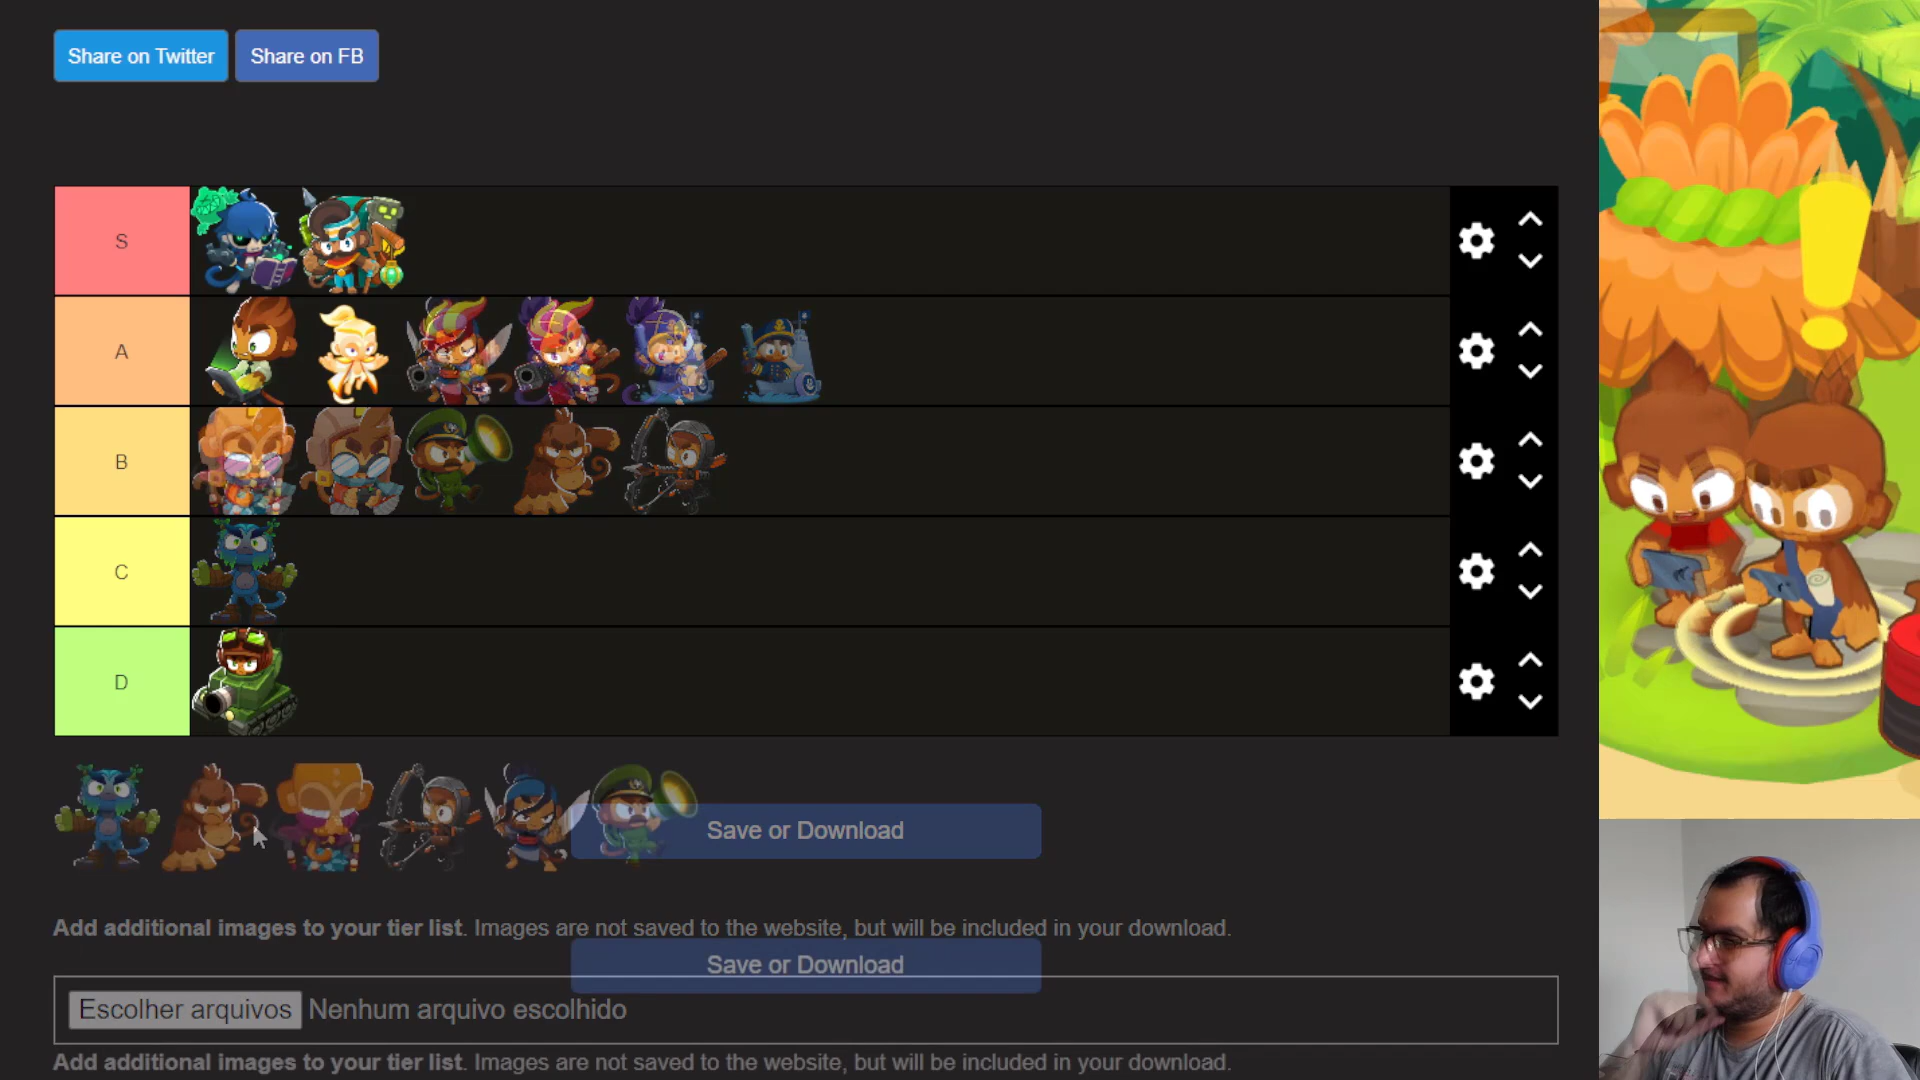 Share on Twitter
Share on FB
S
A
B
C
D
Save or Download
Add additional images to your tier list. Images are not saved to the website, but will be included in your download.
Save or Download
Escolher arquivos Nenhum arquivo escolhido
Add additional images to your tier list. Images are not saved to the website, but will be included in your download.